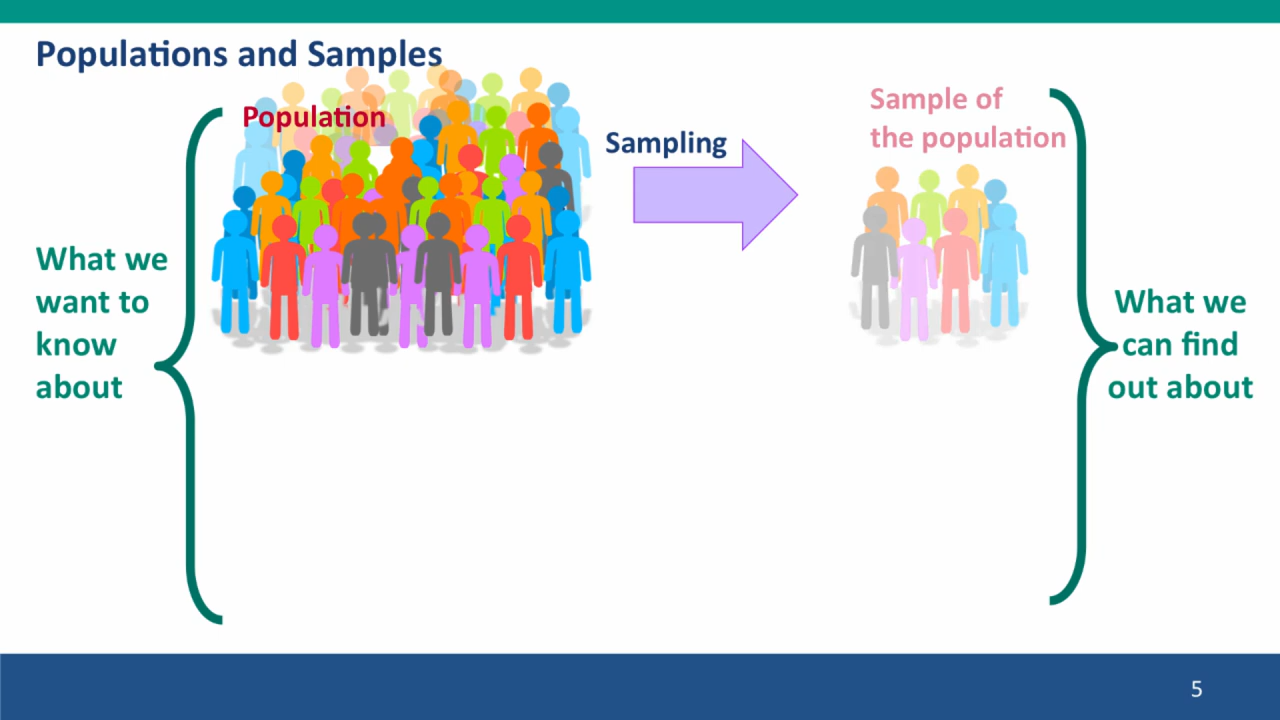 Populations and Samples
Population
Sampling
Sample of
the population
What we
want to
know
about
What we
can find
out about
5